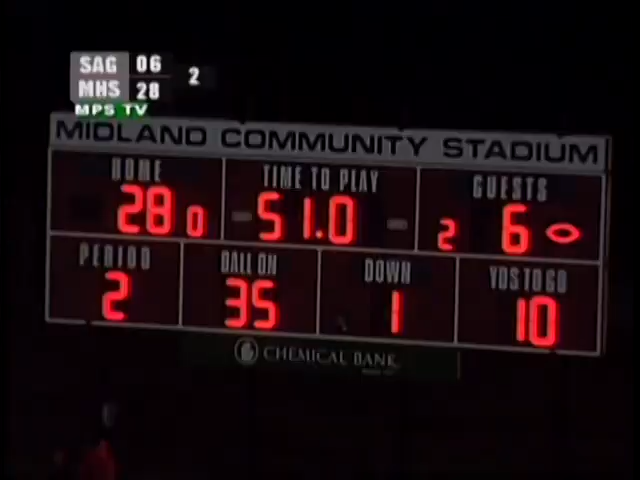 SAG 06
MHS 28 2
MPS TV
MIDLAND COMMUNITY STADIUM
HOME TIME TO PLAY GUESTS
28 0 51.0 2 6
PERIOD BALL ON DOWN YDS TO GO
2 35 1 10
CHEMICAL BANK